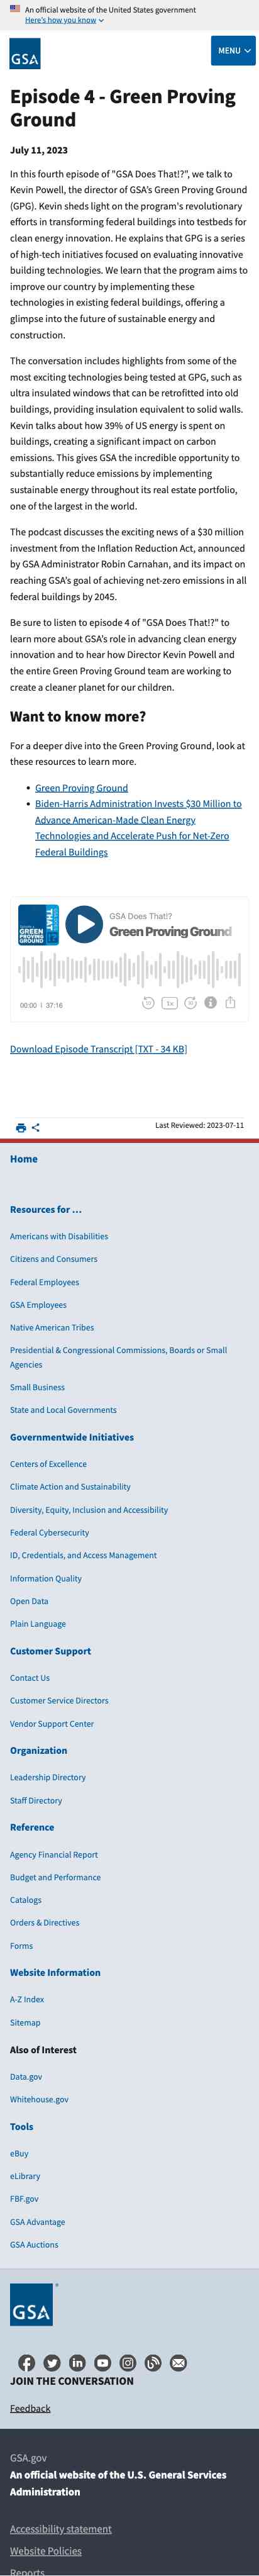 An official website of the United States government
Here's how you know
GSA
MENU
Episode 4 - Green Proving
Ground
July 11, 2023
In this fourth episode of "GSA Does That!?", we talk to
Kevin Powell, the director of GSA's Green Proving Ground
(GPG). Kevin sheds light on the program's revolutionary
efforts in transforming federal buildings into testbeds for
clean energy innovation. He explains that GPG is a series
of high-tech initiatives focused on evaluating innovative
building technologies. We learn that the program aims to
improve our country by implementing these
technologies in existing federal buildings, offering a
glimpse into the future of sustainable energy and
construction.
The conversation includes highlights from some of the
most exciting technologies being tested at GPG, such as
ultra insulated windows that can be retrofitted into old
buildings, providing insulation equivalent to solid walls.
Kevin talks about how 39% of US energy is spent on
buildings, creating a significant impact on carbon
emissions. This gives GSA the incredible opportunity to
substantially reduce emissions by implementing
sustainable energy throughout its real estate portfolio,
one of the largest in the world.
The podcast discusses the exciting news of a $30 million
investment from the Inflation Reduction Act, announced
by GSA Administrator Robin Carnahan, and its impact on
reaching GSA's goal of achieving net-zero emissions in all
federal buildings by 2045.
Be sure to listen to episode 4 of "GSA Does That!?" to
learn more about GSA's role in advancing clean energy
innovation and to hear how Director Kevin Powell and
the entire Green Proving Ground team are working to
create a cleaner planet for our children.
Want to know more?
For a deeper dive into the Green Proving Ground, look at
these resources to learn more.
Green Proving Ground
Biden-Harris Administration Invests $30 Million to
Advance American-Made Clean Energy
Technologies and Accelerate Push for Net-Zero
Federal Buildings
GSA Does That!?
Green Proving Ground
00:00 | 37:16
1x
Download Episode Transcript [TXT - 34 KB]
Last Reviewed: 2023-07-11
Home
Resources for …
Americans with Disabilities
Citizens and Consumers
Federal Employees
GSA Employees
Native American Tribes
Presidential & Congressional Commissions, Boards or Small
Agencies
Small Business
State and Local Governments
Governmentwide Initiatives
Centers of Excellence
Climate Action and Sustainability
Diversity, Equity, Inclusion and Accessibility
Federal Cybersecurity
ID, Credentials, and Access Management
Information Quality
Open Data
Plain Language
Customer Support
Contact Us
Customer Service Directors
Vendor Support Center
Organization
Leadership Directory
Staff Directory
Reference
Agency Financial Report
Budget and Performance
Catalogs
Orders & Directives
Forms
Website Information
A-Z Index
Sitemap
Also of Interest
Data.gov
Whitehouse.gov
Tools
eBuy
eLibrary
FBF.gov
GSA Advantage
GSA Auctions
GSA
JOIN THE CONVERSATION
Feedback
GSA.gov
An official website of the U.S. General Services
Administration
Accessibility statement
Website Policies
Reports